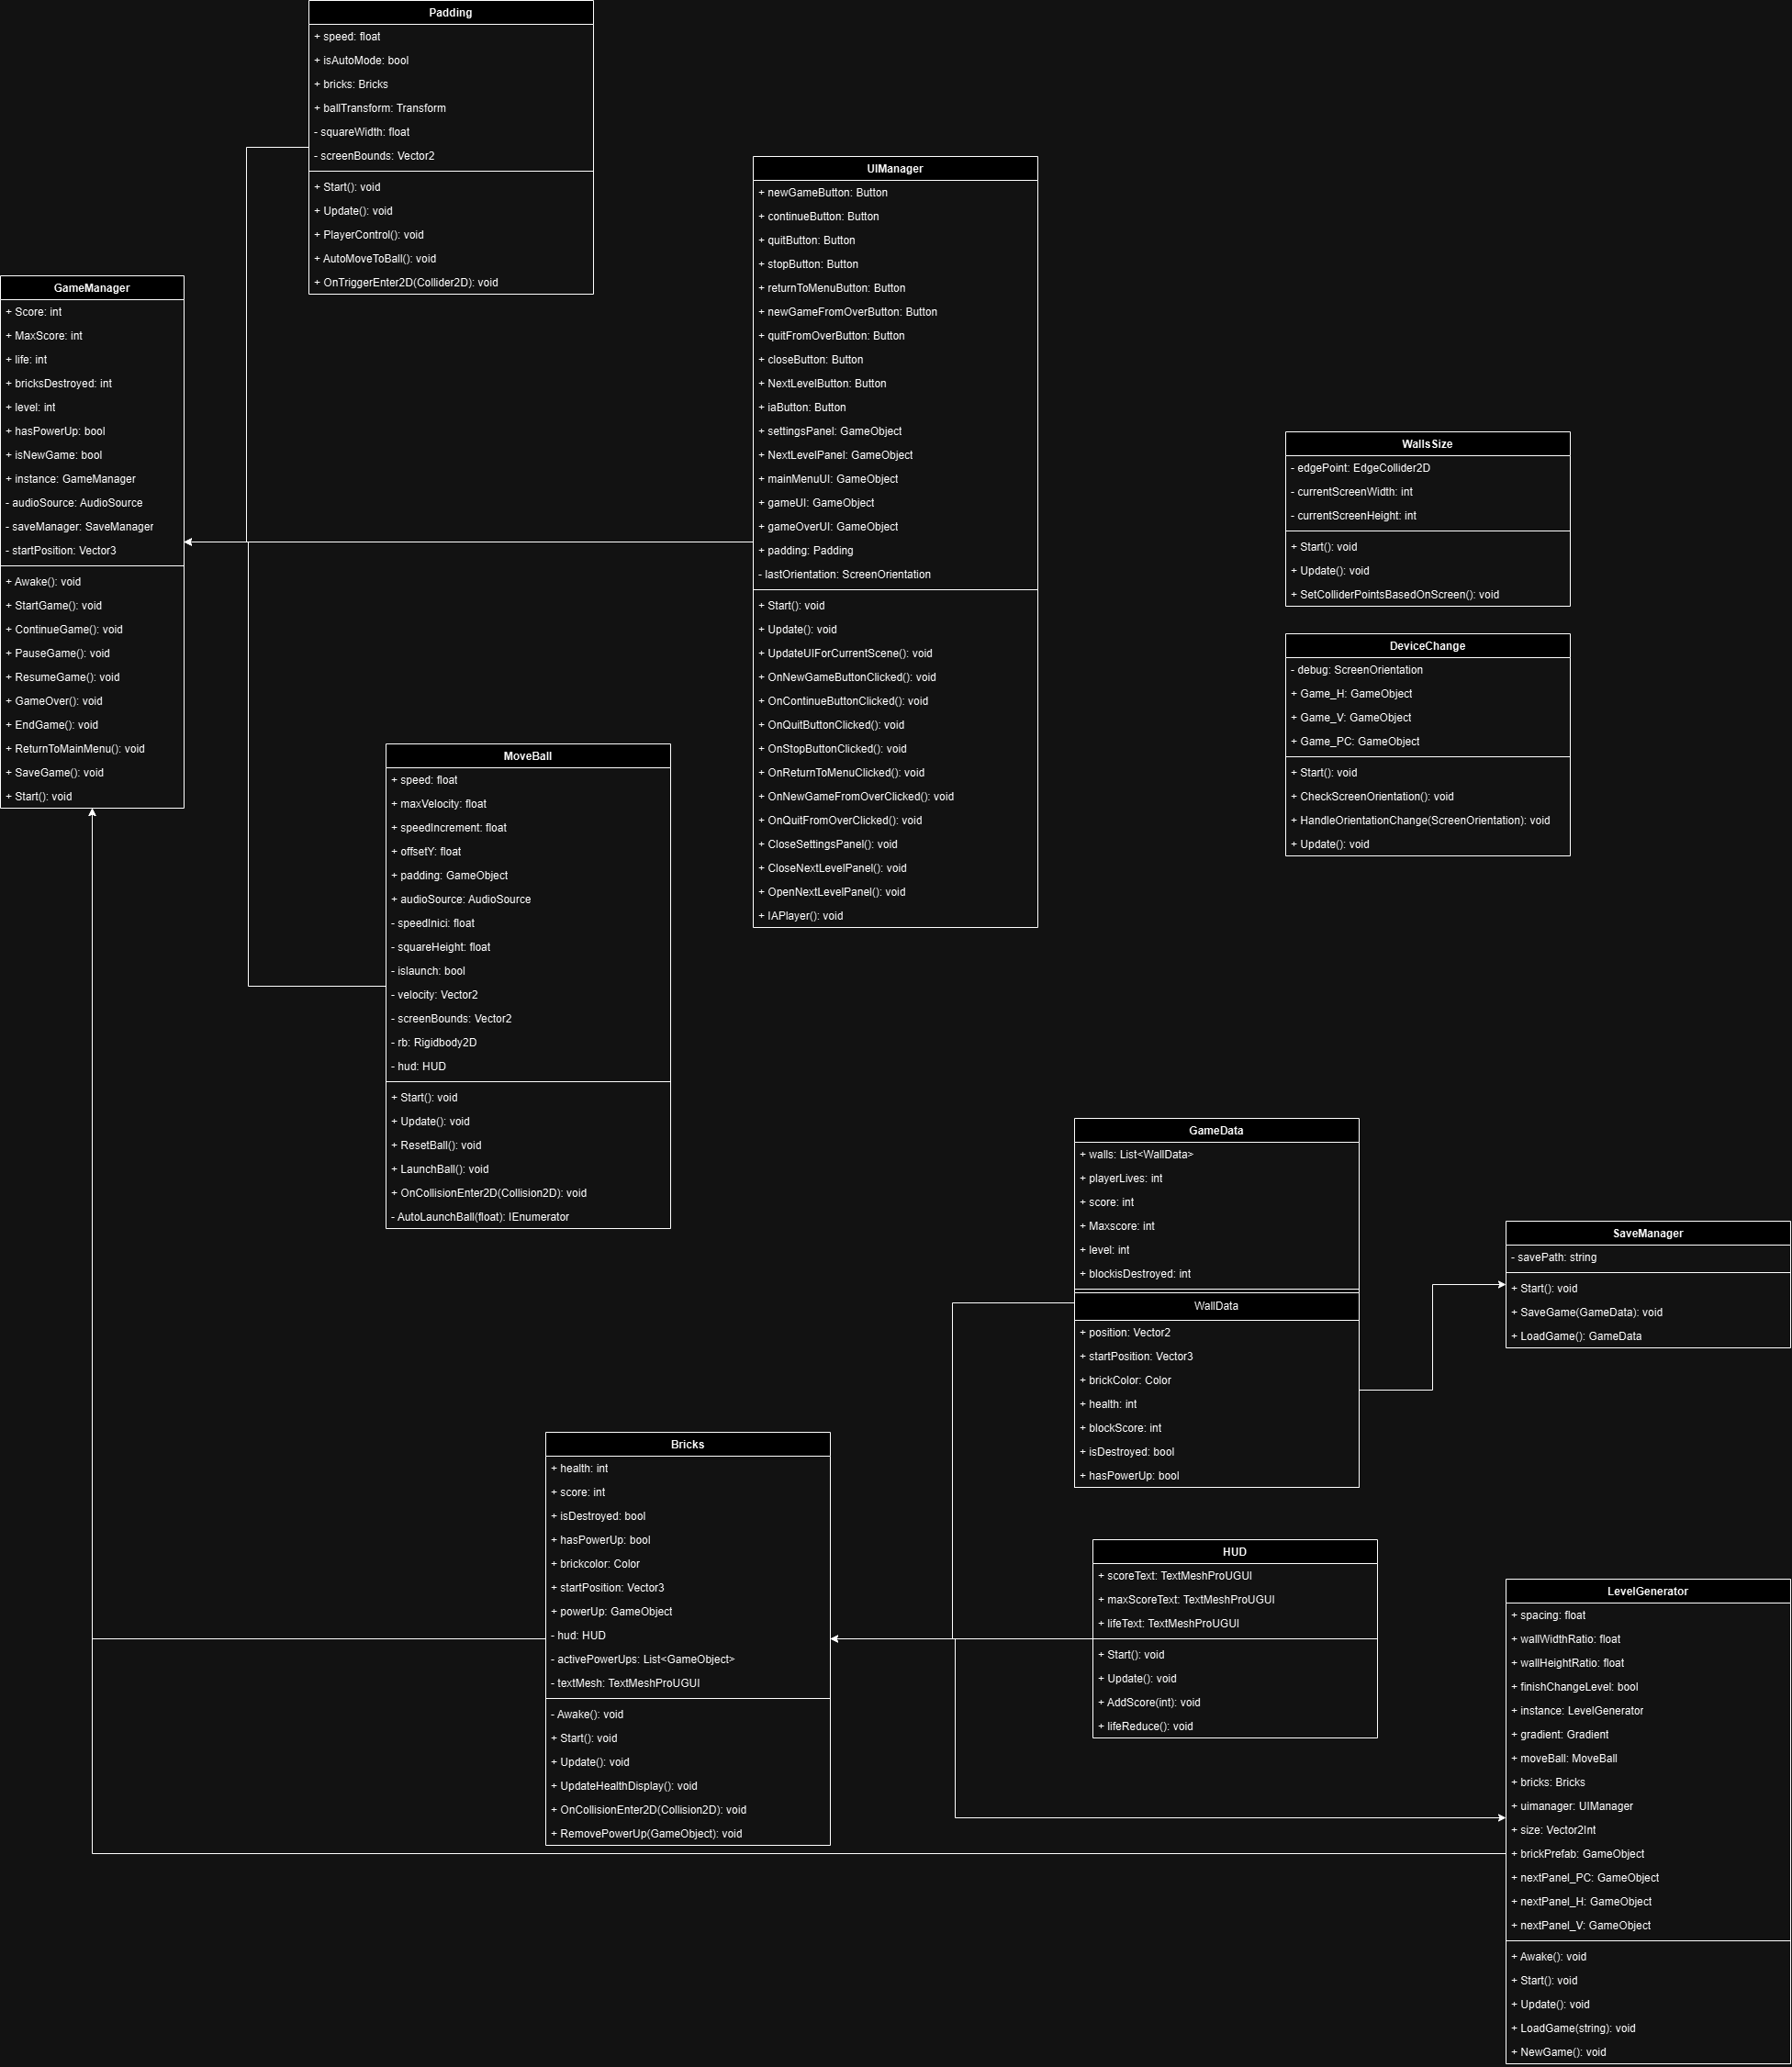 Padding
+ speed: float
+ isAutoMode: bool
+ bricks: Bricks
+ ballTransform: Transform
- squareWidth: float
- screenBounds: Vector2
+ Start(): void
+ Update(): void
+ PlayerControl(): void
+ AutoMoveToBall(): void
+ OnTriggerEnter2D(Collider2D): void
UIManager
+ newGameButton: Button
+ continueButton: Button
+ quitButton: Button
+ stopButton: Button
+ returnToMenuButton: Button
+ newGameFromOverButton: Button
+ quitFromOverButton: Button
+ closeButton: Button
+ NextLevelButton: Button
+ iaButton: Button
+ settingsPanel: GameObject
+ NextLevelPanel: GameObject
+ mainMenuUI: GameObject
+ gameUI: GameObject
+ gameOverUI: GameObject
+ padding: Padding
- lastOrientation: ScreenOrientation
+ Start(): void
+ Update(): void
+ UpdateUIForCurrentScene(): void
+ OnNewGameButtonClicked(): void
+ OnContinueButtonClicked(): void
+ OnQuitButtonClicked(): void
+ OnStopButtonClicked(): void
+ OnReturnToMenuClicked(): void
+ OnNewGameFromOverClicked(): void
+ OnQuitFromOverClicked(): void
+ CloseSettingsPanel(): void
+ CloseNextLevelPanel(): void
+ OpenNextLevelPanel(): void
+ IAPlayer(): void
GameManager
+ Score: int
+ MaxScore: int
+ life: int
+ bricksDestroyed: int
+ level: int
+ hasPowerUp: bool
+ isNewGame: bool
+ instance: GameManager
- audioSource: AudioSource
- saveManager: SaveManager
- startPosition: Vector3
+ Awake(): void
+ StartGame(): void
+ ContinueGame(): void
+ PauseGame(): void
+ ResumeGame(): void
+ GameOver(): void
+ EndGame(): void
+ ReturnToMainMenu(): void
+ SaveGame(): void
+ Start(): void
WallsSize
- edgePoint: EdgeCollider2D
- currentScreenWidth: int
- currentScreenHeight: int
+ Start(): void
+ Update(): void
+ SetColliderPointsBasedOnScreen(): void
DeviceChange
- debug: ScreenOrientation
+ Game_H: GameObject
+ Game_V: GameObject
+ Game_PC: GameObject
+ Start(): void
+ CheckScreenOrientation(): void
+ HandleOrientationChange(ScreenOrientation): void
+ Update(): void
MoveBall
+ speed: float
+ maxVelocity: float
+ speedIncrement: float
+ offsetY: float
+ padding: GameObject
+ audioSource: AudioSource
- speedInici: float
- squareHeight: float
- islaunch: bool
- velocity: Vector2
- screenBounds: Vector2
- rb: Rigidbody2D
- hud: HUD
+ Start(): void
+ Update(): void
+ ResetBall(): void
+ LaunchBall(): void
+ OnCollisionEnter2D(Collision2D): void
- AutoLaunchBall(float): IEnumerator
GameData
+ walls: List<WallData>
+ playerLives: int
+ score: int
+ Maxscore: int
+ level: int
+ blockisDestroyed: int
WallData
+ position: Vector2
+ startPosition: Vector3
+ brickColor: Color
+ health: int
+ blockScore: int
+ isDestroyed: bool
+ hasPowerUp: bool
SaveManager
- savePath: string
+ Start(): void
+ SaveGame(GameData): void
+ LoadGame(): GameData
Bricks
+ health: int
+ score: int
+ isDestroyed: bool
+ hasPowerUp: bool
+ brickcolor: Color
+ startPosition: Vector3
+ powerUp: GameObject
- hud: HUD
- activePowerUps: List<GameObject>
- textMesh: TextMeshProUGUI
- Awake(): void
+ Start(): void
+ Update(): void
+ UpdateHealthDisplay(): void
+ OnCollisionEnter2D(Collision2D): void
+ RemovePowerUp(GameObject): void
HUD
+ scoreText: TextMeshProUGUI
+ maxScoreText: TextMeshProUGUI
+ lifeText: TextMeshProUGUI
+ Start(): void
+ Update(): void
+ AddScore(int): void
+ lifeReduce(): void
LevelGenerator
+ spacing: float
+ wallWidthRatio: float
+ wallHeightRatio: float
+ finishChangeLevel: bool
+ instance: LevelGenerator
+ gradient: Gradient
+ moveBall: MoveBall
+ bricks: Bricks
+ uimanager: UIManager
+ size: Vector2Int
+ brickPrefab: GameObject
+ nextPanel_PC: GameObject
+ nextPanel_H: GameObject
+ nextPanel_V: GameObject
+ Awake(): void
+ Start(): void
+ Update(): void
+ LoadGame(string): void
+ NewGame(): void